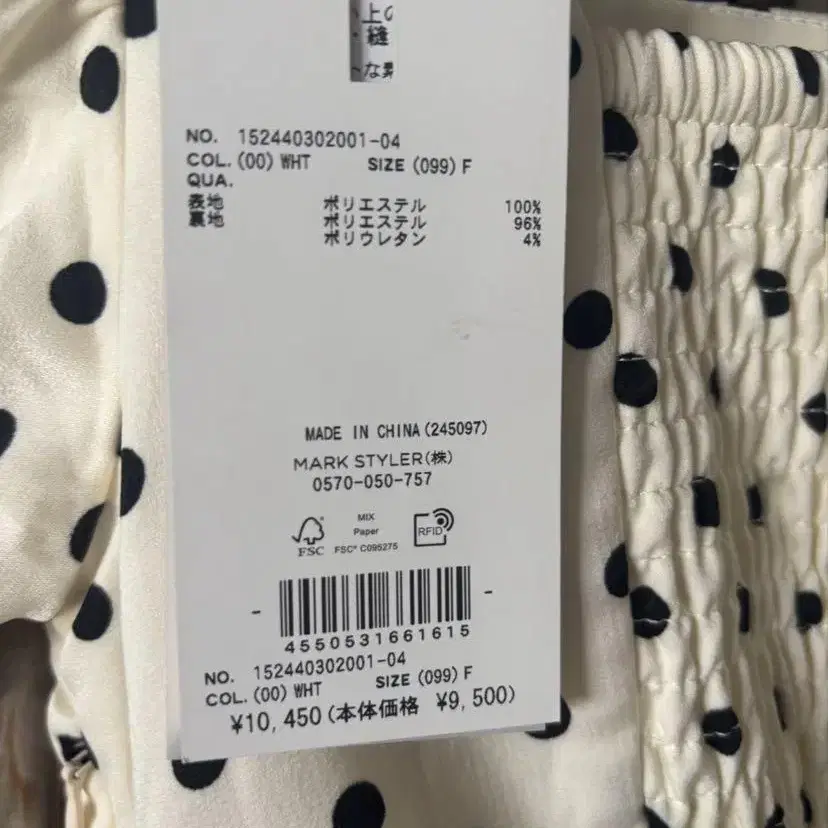 上の
・縫
な異
NO. 152440302001-04
COL. (00) WHT SIZE (099) F
QUA.
表地 ポリエステル 100%
裏地 ポリエステル 96%
ポリウレタン 4%
MADE IN CHINA (245097)
MARK STYLER(株)
0570-050-757
FSC
MIX
Paper
FSC® C095275
RFID
4550531661615
NO. 152440302001-04
COL. (00) WHT SIZE (099) F
¥10,450(本体価格 ¥9,500)